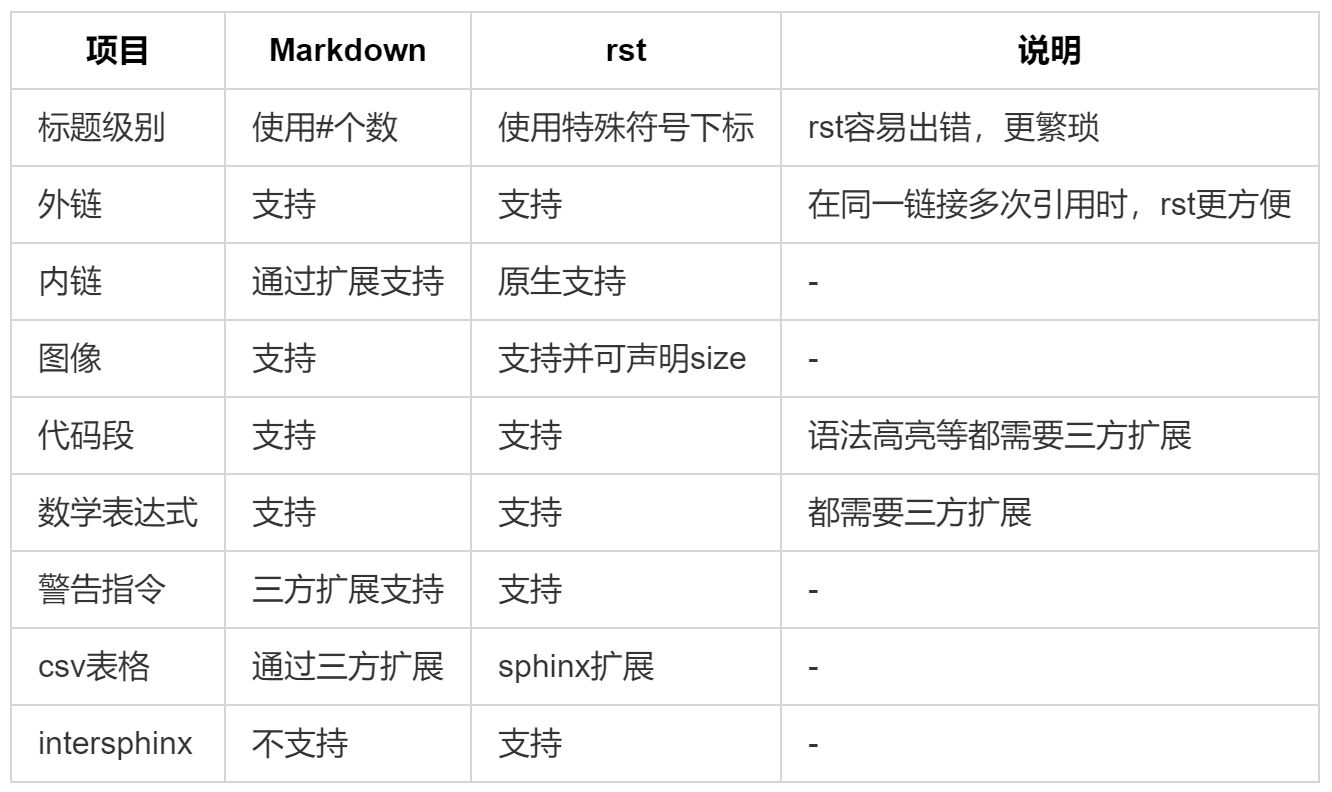 项目 Markdown rst 说明
标题级别 使用#个数 使用特殊符号下标 rst容易出错，更繁琐
外链 支持 支持 在同一链接多次引用时，rst更方便
内链 通过扩展支持 原生支持 -
图像 支持 支持并可声明size -
代码段 支持 支持 语法高亮等都需要三方扩展
数学表达式 支持 支持 都需要三方扩展
警告指令 三方扩展支持 支持 -
csv表格 通过三方扩展 sphinx扩展 -
intersphinx 不支持 支持 -